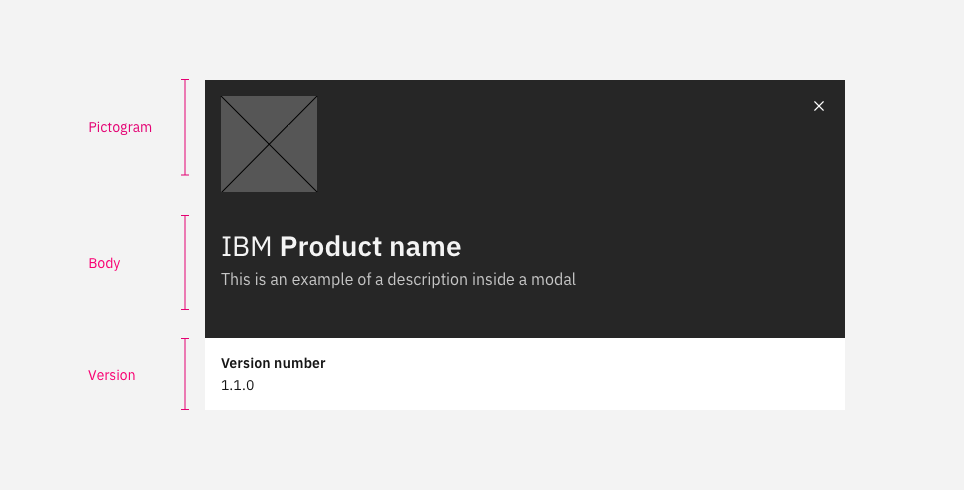 Pictogram
Body
IBM Product name
This is an example of a description inside a modal
Version
Version number
1.1.0